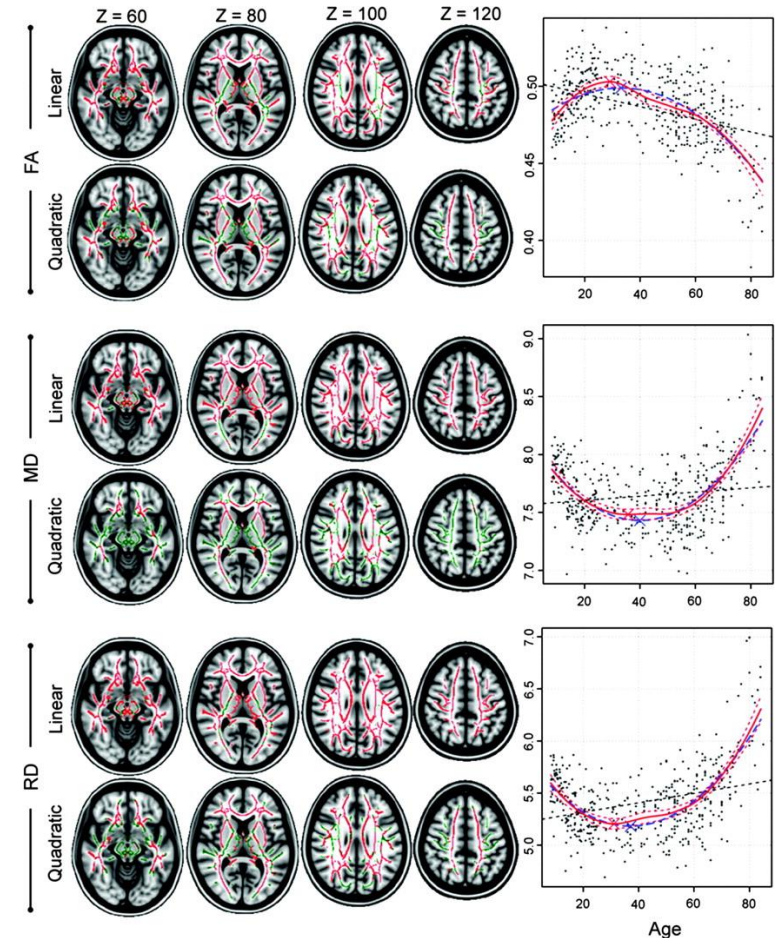 Z = 60 Z = 80 Z = 100 Z = 120
FA
Linear
Quadratic
0.50
0.45
0.40
20 40 60 80
MD
Linear
Quadratic
9.0
8.5
8.0
7.5
7.0
20 40 60 80
RD
Linear
Quadratic
7.0
6.5
6.0
5.5
5.0
20 40 60 80
Age